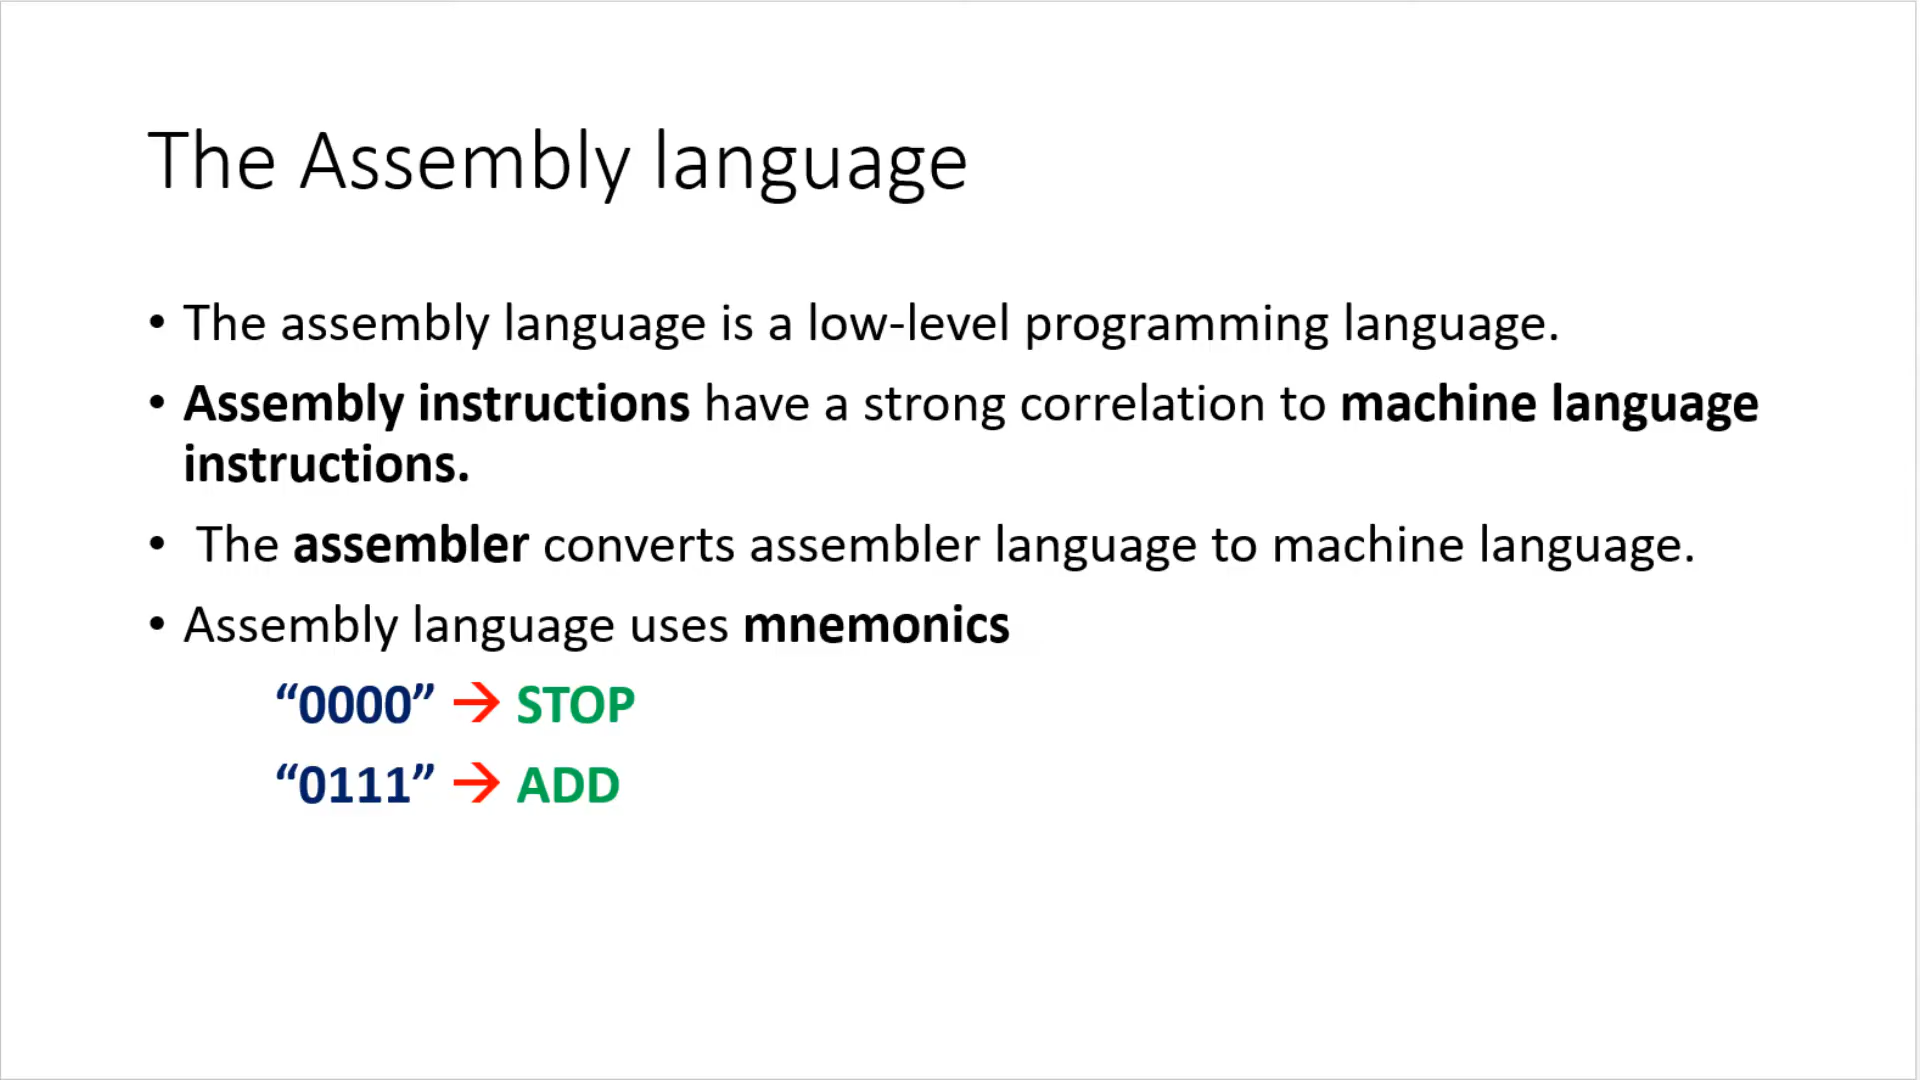 The Assembly language
• The assembly language is a low-level programming language.
• Assembly instructions have a strong correlation to machine language
instructions.
• The assembler converts assembler language to machine language.
• Assembly language uses mnemonics
“0000” → STOP
“0111” → ADD